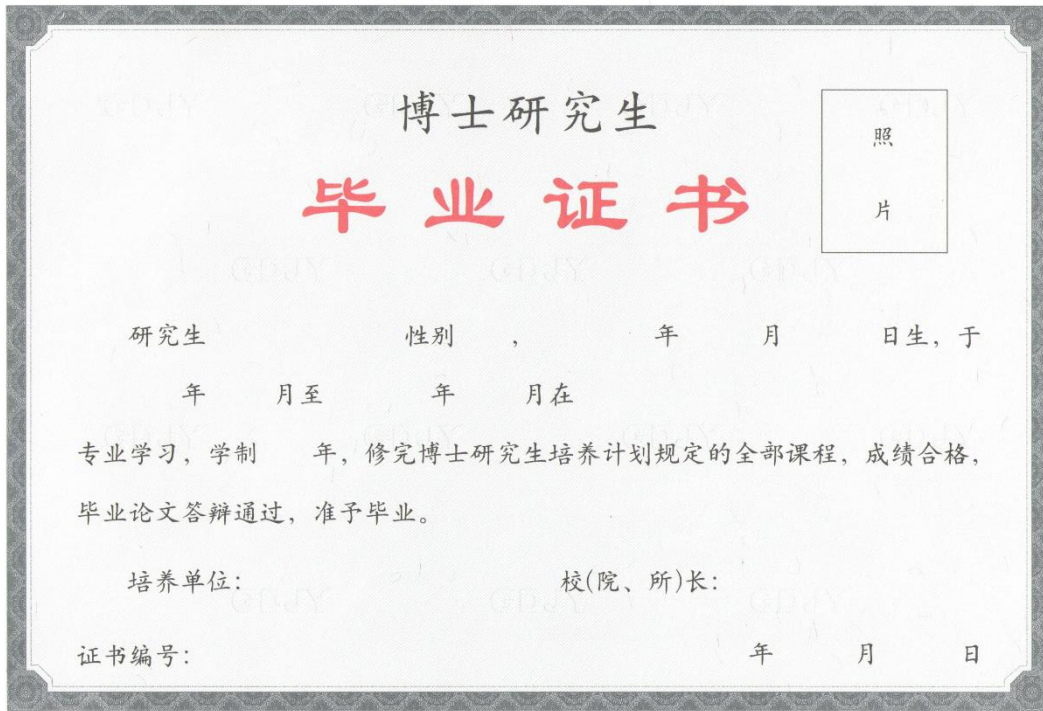 博士研究生
毕业证书
照
片
研究生 性别 , 年 月 日生, 于
年 月至 年 月在
专业学习, 学制 年, 修完博士研究生培养计划规定的全部课程, 成绩合格,
毕业论文答辩通过, 准予毕业。
培养单位: 校(院、所)长:
证书编号: 年 月 日